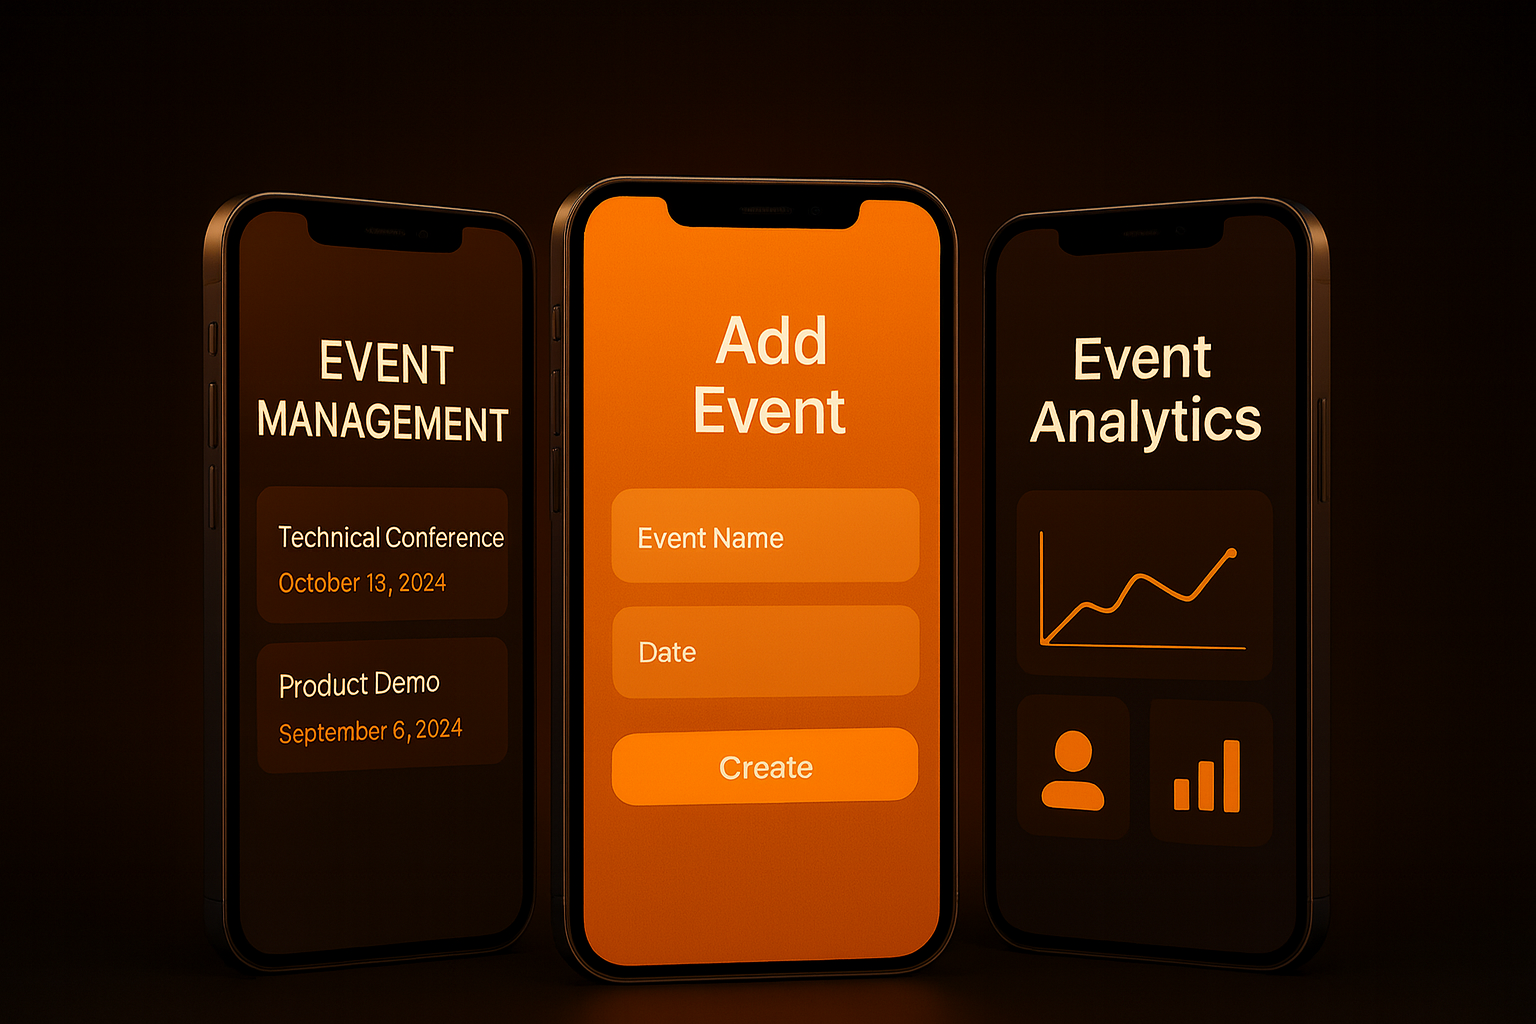 EVENT
MANAGEMENT
Technical Conference
October 13, 2024
Product Demo
September 6, 2024
Add
Event
Event Name
Date
Create
Event
Analytics